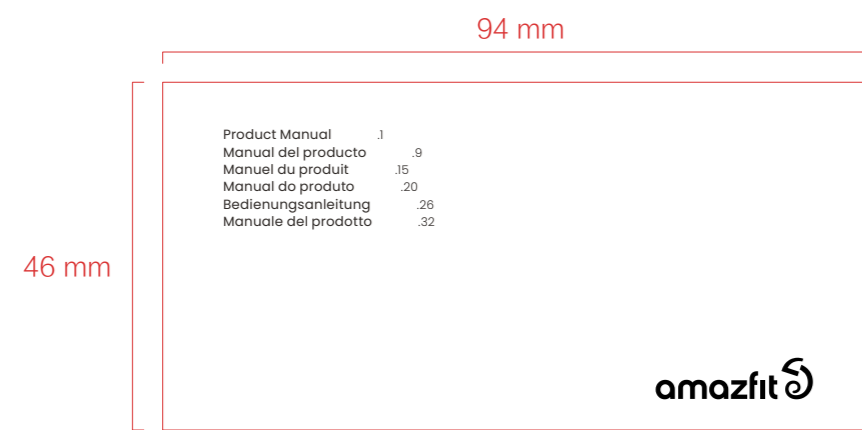 94 mm
Product Manual .1
Manual del producto .9
Manuel du produit .15
Manual do produto .20
Bedienungsanleitung .26
Manuale del prodotto .32
46 mm
amazfit